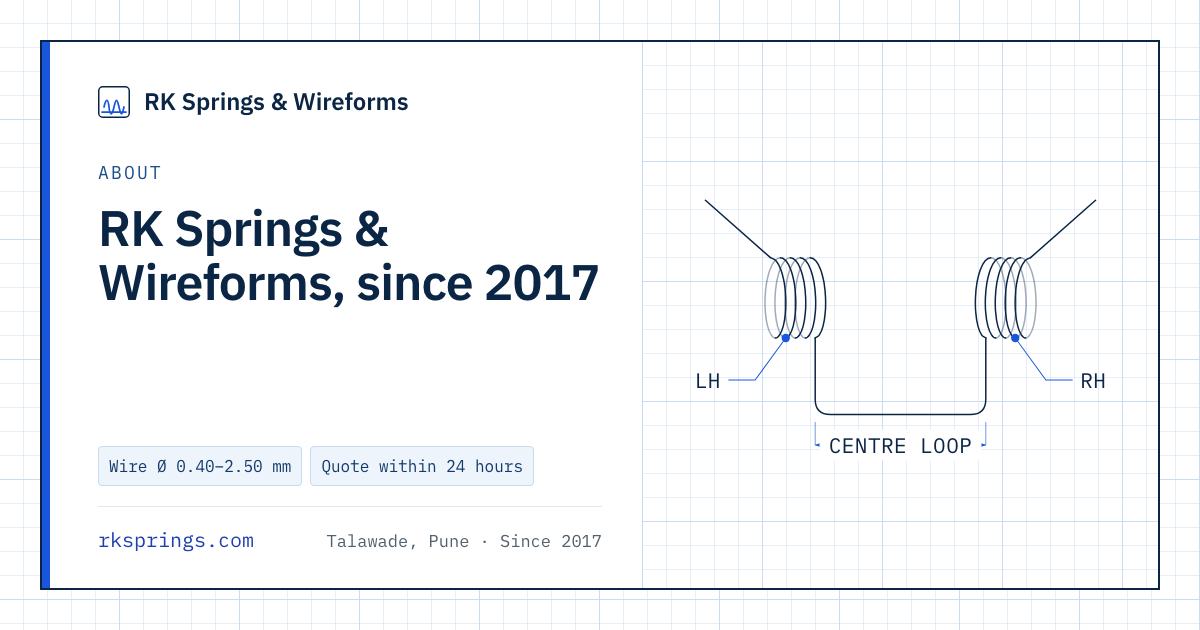 RK Springs & Wireforms
ABOUT
RK Springs &
Wireforms, since 2017
Wire Ø 0.40–2.50 mm
Quote within 24 hours
rksprings.com
Talawade, Pune · Since 2017
LH
RH
CENTRE LOOP